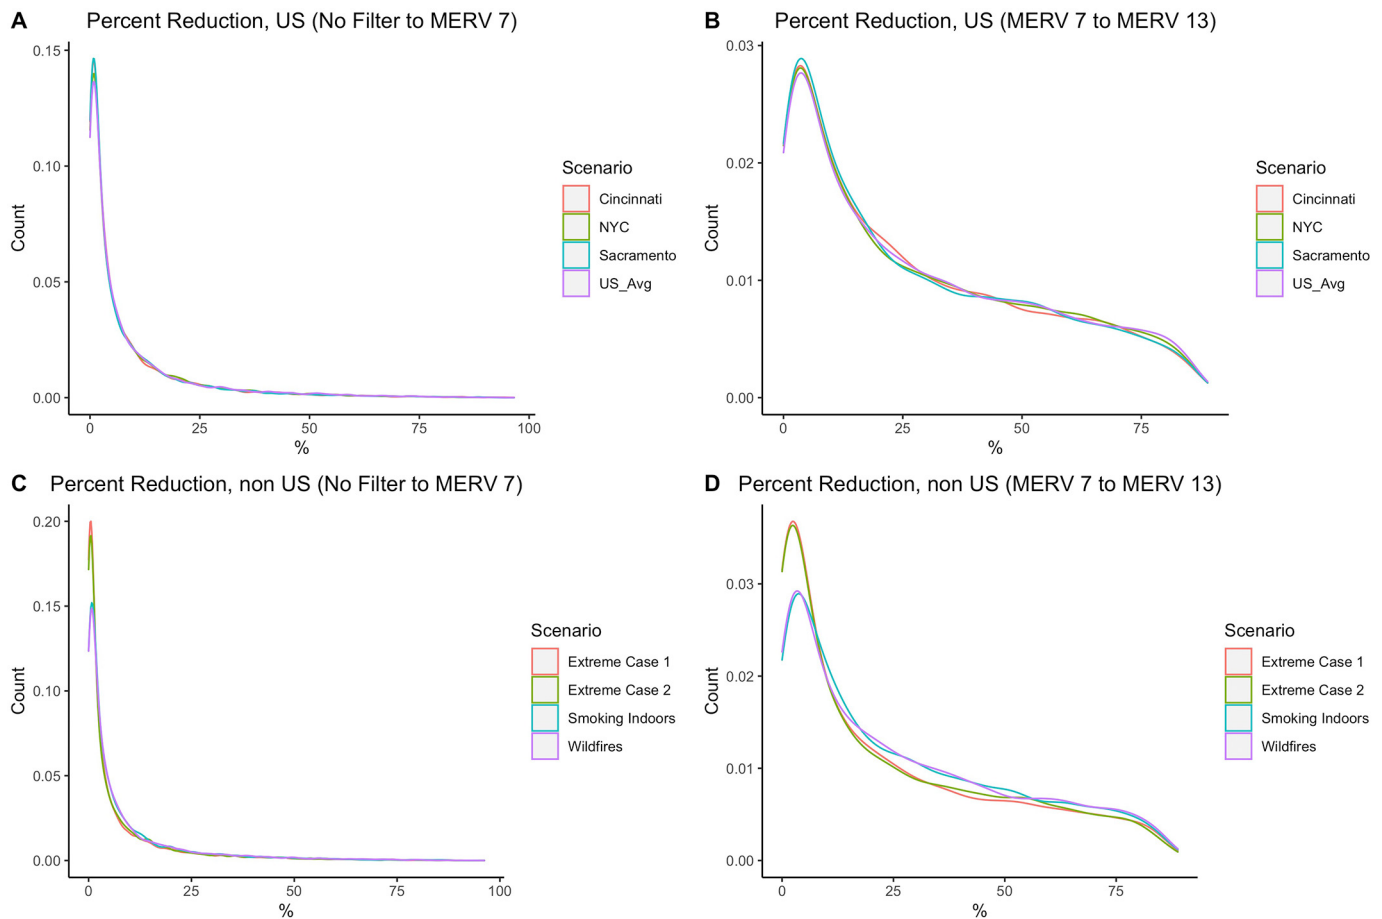 A Percent Reduction, US (No Filter to MERV 7)
0.15
0.10
0.05
0.00
Count
0 25 50 75 100
%
Scenario
Cincinnati
NYC
Sacramento
US_Avg
B Percent Reduction, US (MERV 7 to MERV 13)
0.03
0.02
0.01
0.00
Count
0 25 50 75
%
Scenario
Cincinnati
NYC
Sacramento
US_Avg
C Percent Reduction, non US (No Filter to MERV 7)
0.20
0.15
0.10
0.05
0.00
Count
0 25 50 75 100
%
Scenario
Extreme Case 1
Extreme Case 2
Smoking Indoors
Wildfires
D Percent Reduction, non US (MERV 7 to MERV 13)
0.03
0.02
0.01
0.00
Count
0 25 50 75
%
Scenario
Extreme Case 1
Extreme Case 2
Smoking Indoors
Wildfires